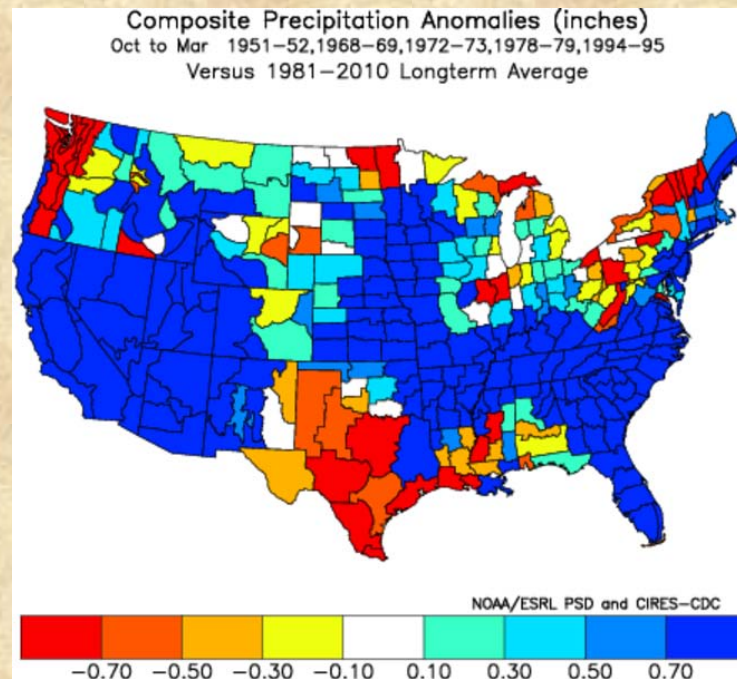 Composite Precipitation Anomalies (inches)
Oct to Mar 1951–52,1968–69,1972–73,1978–79,1994–95
Versus 1981–2010 Longterm Average
NOAA/ESRL PSD and CIRES–CDC
−0.70 −0.50 −0.30 −0.10 0.10 0.30 0.50 0.70